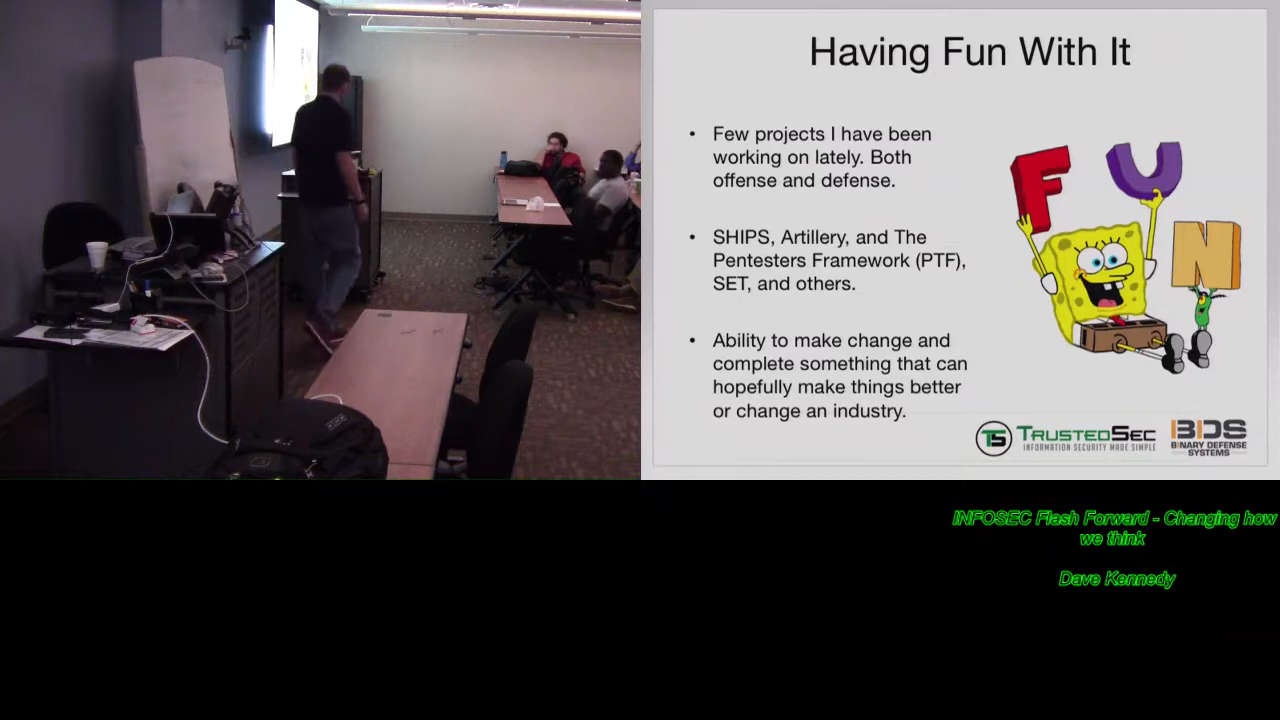 Having Fun With It
• Few projects I have been
working on lately. Both
offense and defense.
• SHIPS, Artillery, and The
Pentesters Framework (PTF),
SET, and others.
• Ability to make change and
complete something that can
hopefully make things better
or change an industry.
F U N
TS TRUSTEDSEC
INFORMATION SECURITY MADE SIMPLE
BDS
BINARY DEFENSE
SYSTEMS
INFOSEC Flash Forward - Changing how
we think
Dave Kennedy